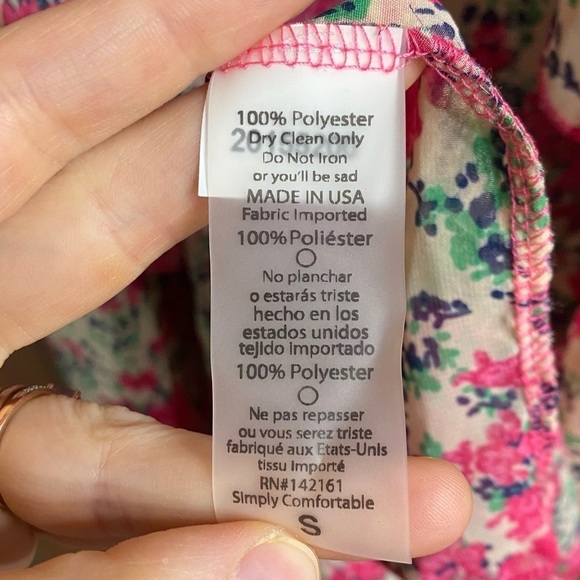 100% Polyester
Dry Clean Only
Do Not Iron
or you'll be sad
MADE IN USA
Fabric Imported
100% Poliéster
No planchar
o estarás triste
hecho en los
estados unidos
tejido importado
100% Polyester
Ne pas repasser
ou vous serez triste
fabriqué aux Etats-Unis
tissu importé
RN#142161
Simply Comfortable
S